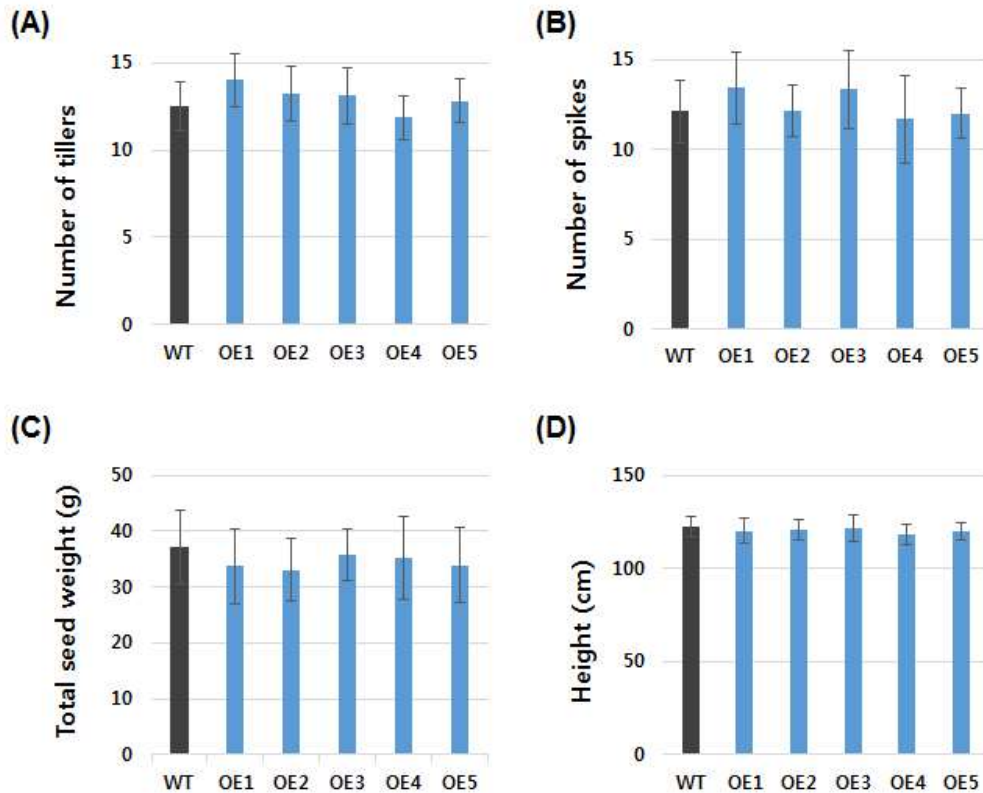 (A)
Number of tillers
15
10
5
0
WT OE1 OE2 OE3 OE4 OE5
(B)
Number of spikes
15
10
5
0
WT OE1 OE2 OE3 OE4 OE5
(C)
Total seed weight (g)
50
40
30
20
10
0
WT OE1 OE2 OE3 OE4 OE5
(D)
Height (cm)
150
100
50
0
WT OE1 OE2 OE3 OE4 OE5